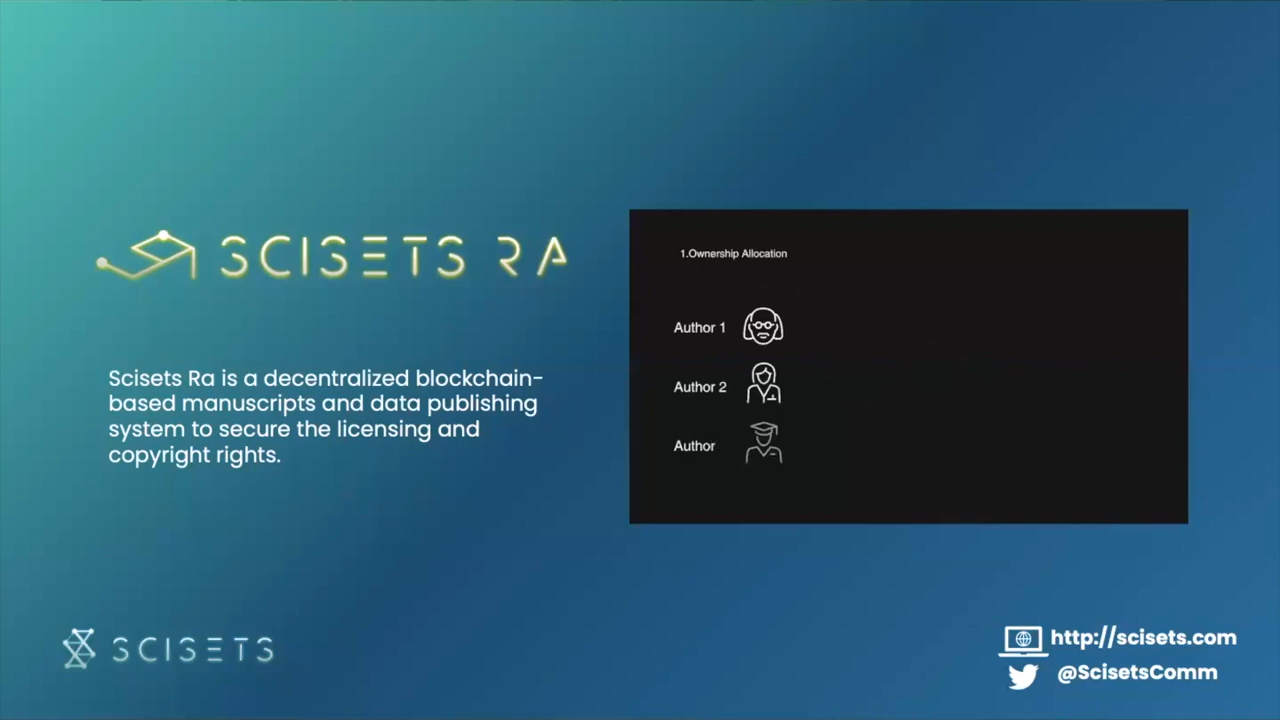 SCISETS RA
Scisets Ra is a decentralized blockchain-
based manuscripts and data publishing
system to secure the licensing and
copyright rights.
1.Ownership Allocation
Author 1
Author 2
Author
SCISETS
http://scisets.com
@ScisetsComm